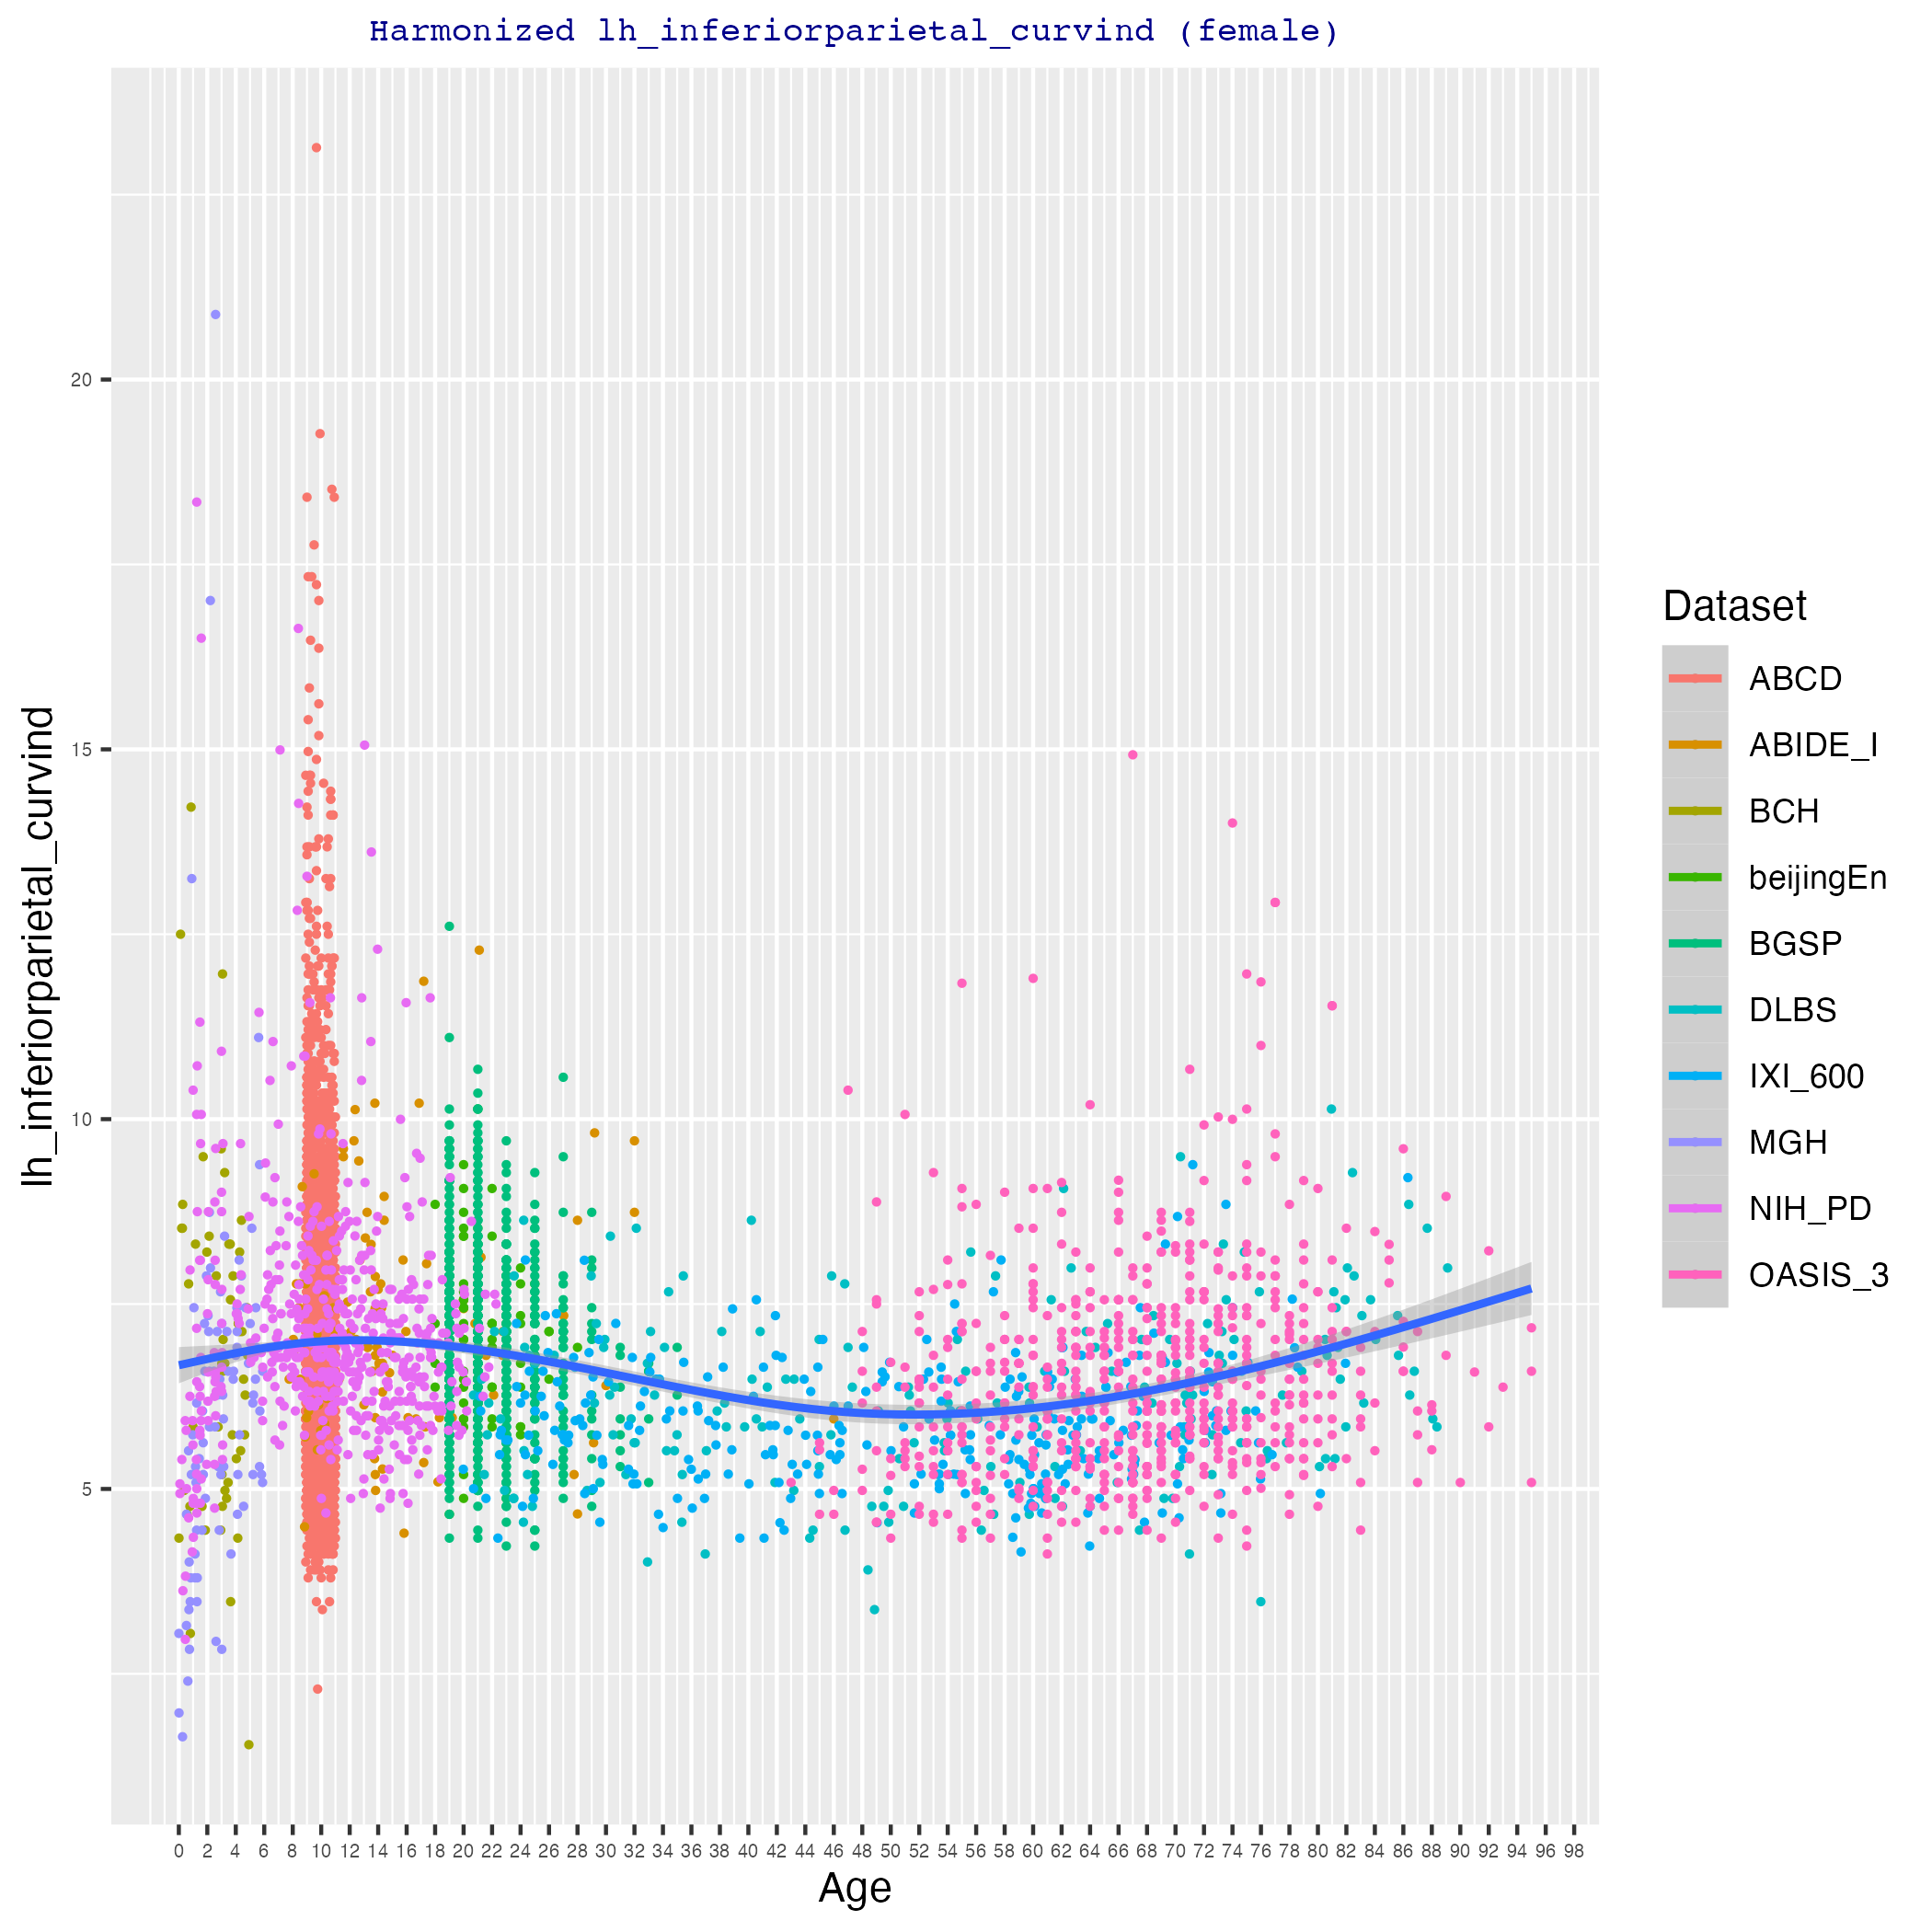 Harmonized lh_inferiorparietal_curvind (female)
lh_inferiorparietal_curvind
20
15
10
5
0 2 4 6 8 10 12 14 16 18 20 22 24 26 28 30 32 34 36 38 40 42 44 46 48 50 52 54 56 58 60 62 64 66 68 70 72 74 76 78 80 82 84 86 88 90 92 94 96 98
Age
Dataset
ABCD
ABIDE_I
BCH
beijingEn
BGSP
DLBS
IXI_600
MGH
NIH_PD
OASIS_3